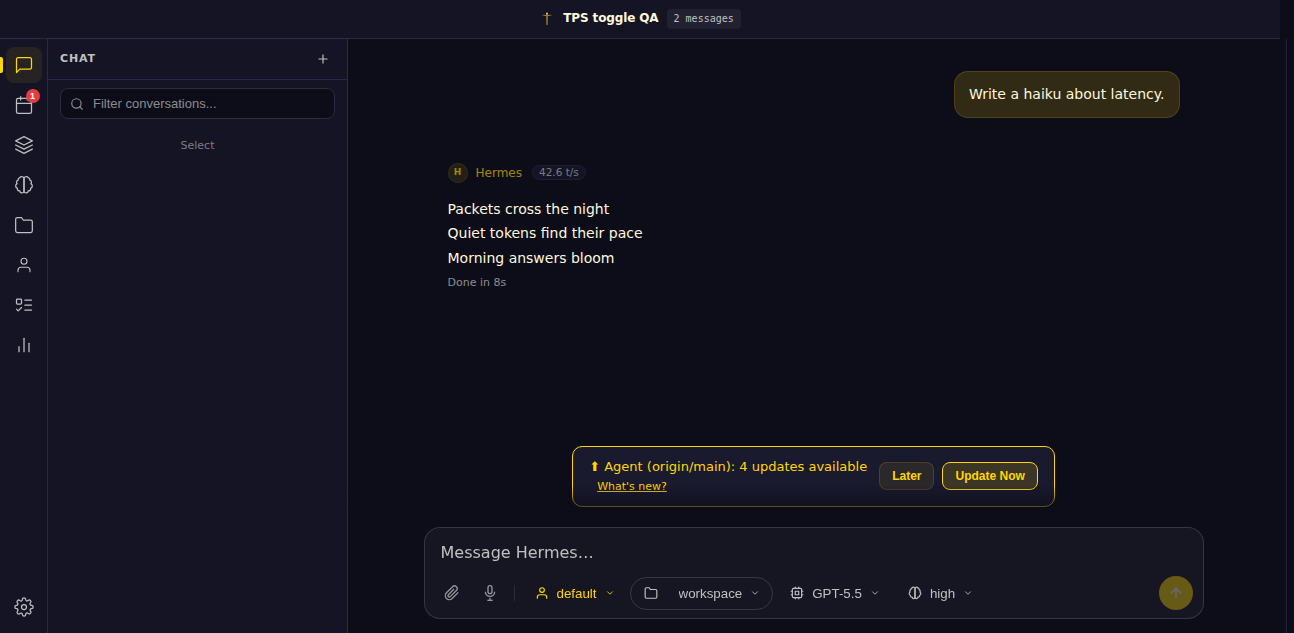 TPS toggle QA 2 messages
CHAT
1
Filter conversations...
Select
Write a haiku about latency.
H Hermes 42.6 t/s
Packets cross the night
Quiet tokens find their pace
Morning answers bloom
Done in 8s
⬆ Agent (origin/main): 4 updates available
What's new?
Later
Update Now
Message Hermes...
default workspace GPT-5.5 high